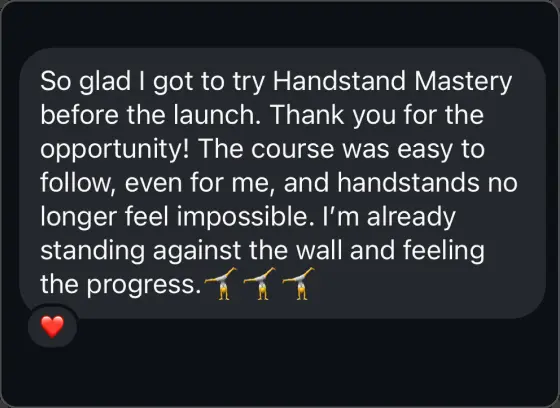 So glad I got to try Handstand Mastery
before the launch. Thank you for the
opportunity! The course was easy to
follow, even for me, and handstands no
longer feel impossible. I’m already
standing against the wall and feeling
the progress.🤸🤸🤸
❤️